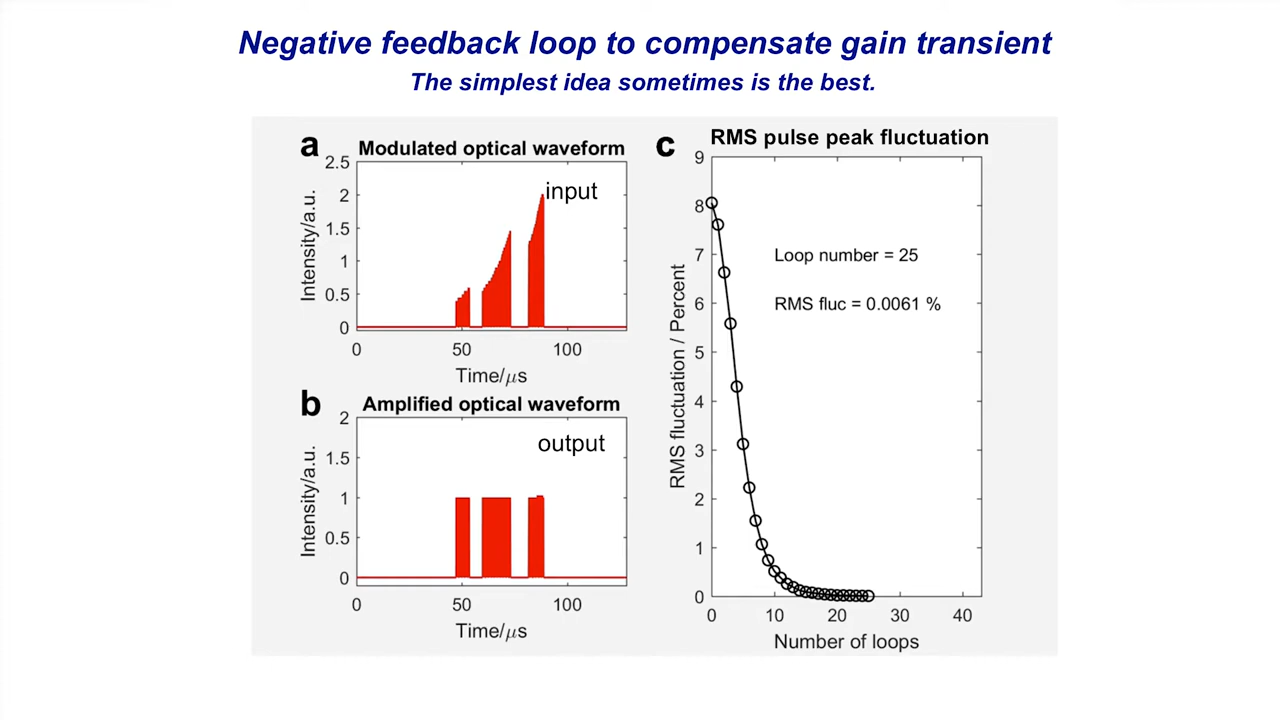 Negative feedback loop to compensate gain transient
The simplest idea sometimes is the best.
a
Modulated optical waveform
input
Intensity/a.u.
2.5
2
1.5
1
0.5
0
0
50
100
Time/μs
b
Amplified optical waveform
output
Intensity/a.u.
2
1.5
1
0.5
0
0
50
100
Time/μs
c
RMS pulse peak fluctuation
Loop number = 25
RMS fluc = 0.0061 %
RMS fluctuation / Percent
9
8
7
6
5
4
3
2
1
0
0
10
20
30
40
Number of loops